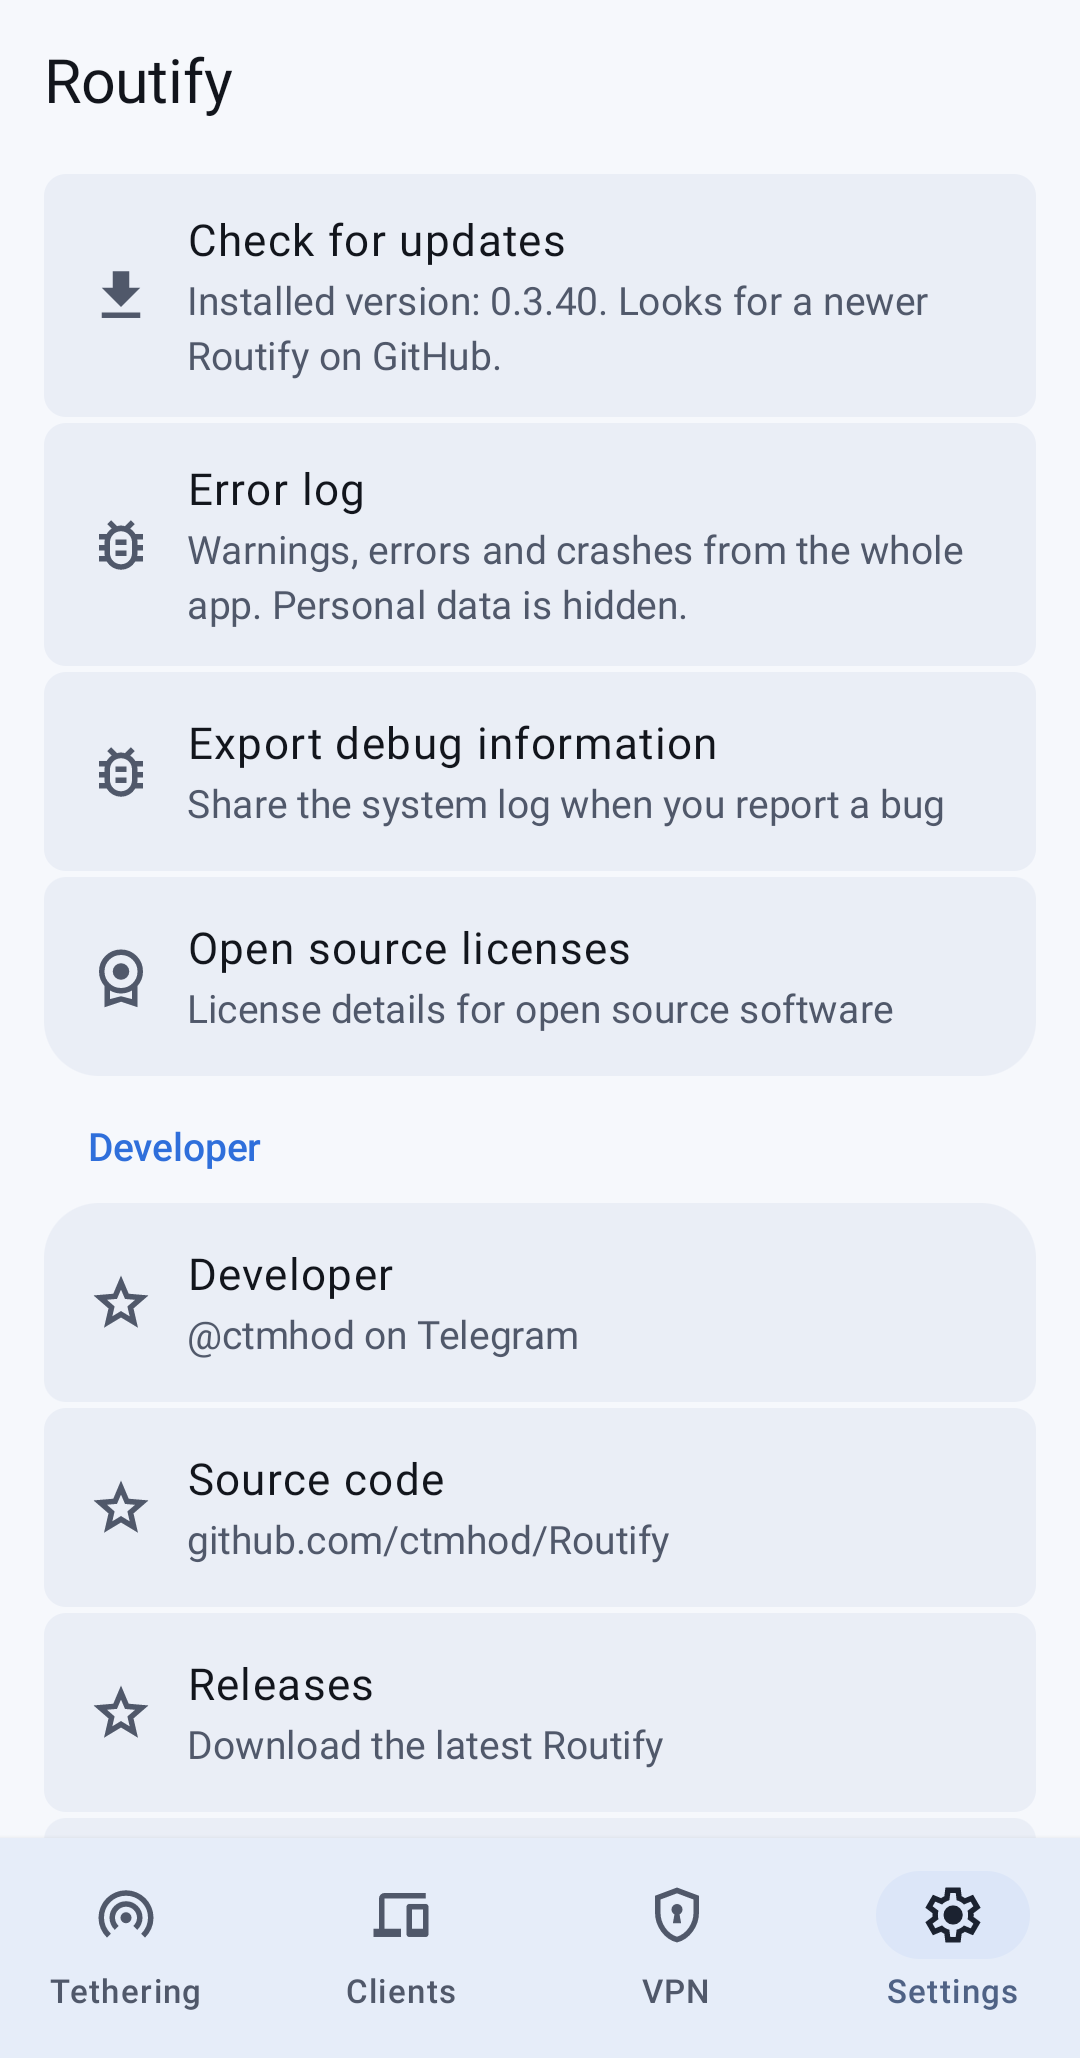 Routify
Check for updates
Installed version: 0.3.40. Looks for a newer
Routify on GitHub.
Error log
Warnings, errors and crashes from the whole
app. Personal data is hidden.
Export debug information
Share the system log when you report a bug
Open source licenses
License details for open source software
Developer
Developer
@ctmhod on Telegram
Source code
github.com/ctmhod/Routify
Releases
Download the latest Routify
Tethering
Clients
VPN
Settings